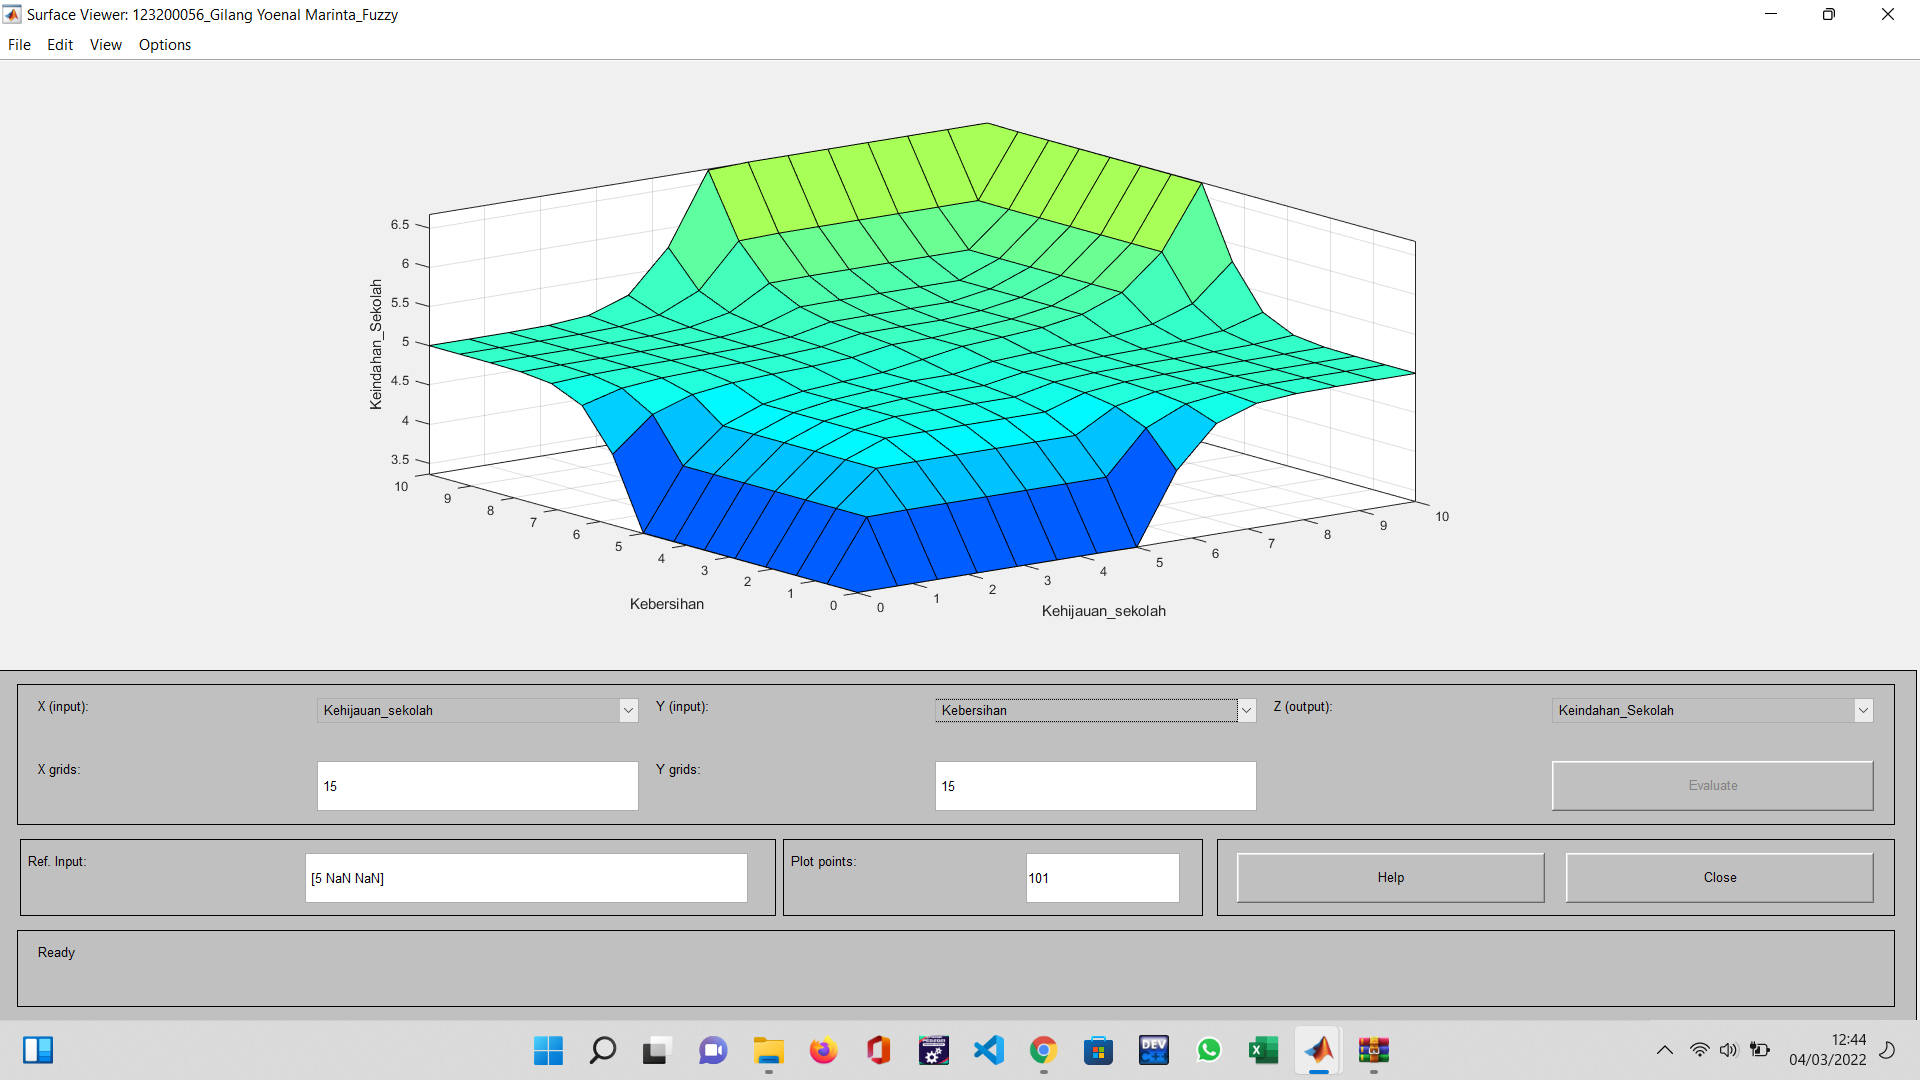 Surface Viewer: 123200056_Gilang Yoenal Marinta_Fuzzy
File Edit View Options
Keindahan_Sekolah
6.5
6
5.5
5
4.5
4
3.5
10
9
8
7
6
5
4
3
2
1
0
Kebersihan
0
1
2
3
4
5
6
7
8
9
10
Kehijauan_sekolah
X (input): Kehijauan_sekolah Y (input): Kebersihan Z (output): Keindahan_Sekolah
X grids: 15 Y grids: 15 Evaluate
Ref. Input: [5 NaN NaN] Plot points: 101 Help Close
Ready
DEV
C++
12:44
04/03/2022